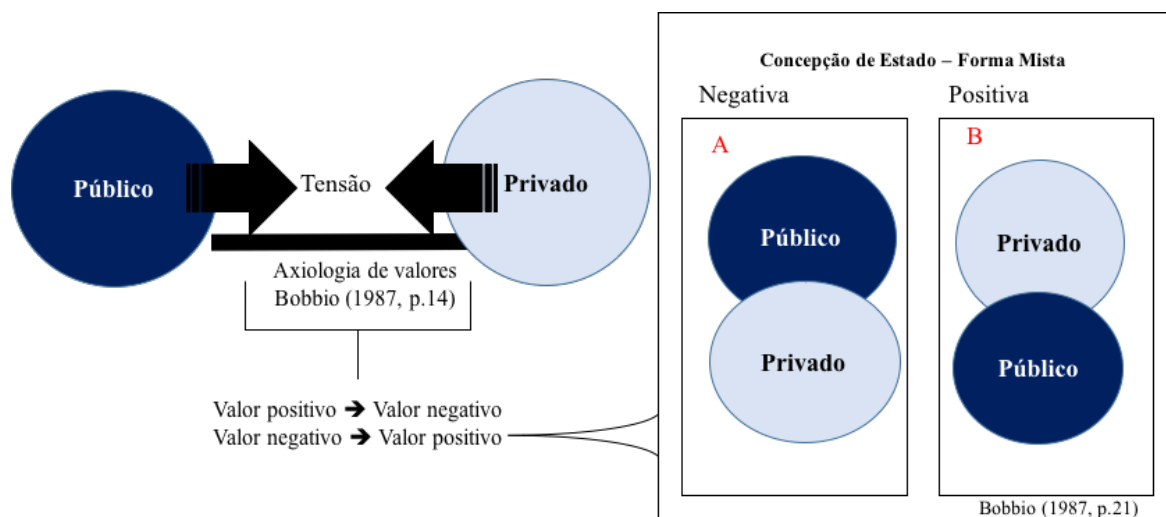 Público
Tensão
Privado
Axiologia de valores
Bobbio (1987, p.14)
Valor positivo ➔ Valor negativo
Valor negativo ➔ Valor positivo
Concepção de Estado – Forma Mista
Negativa
Positiva
A
Público
Privado
B
Privado
Público
Bobbio (1987, p.21)